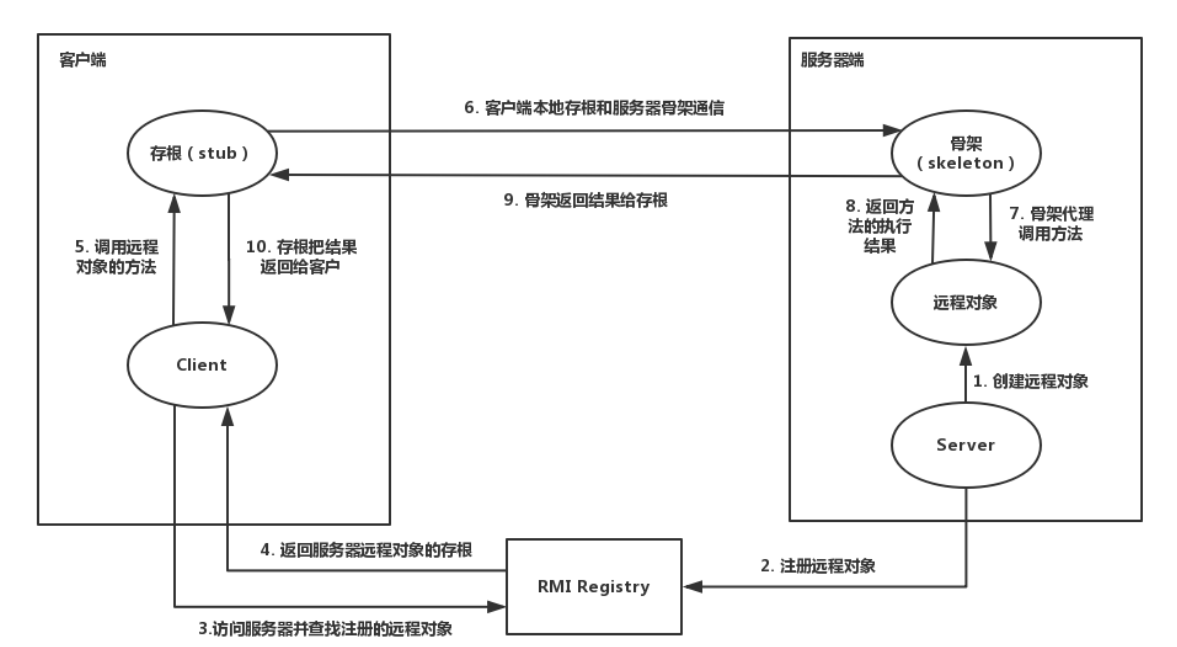 客户端
服务器端
6. 客户端本地存根和服务器骨架通信
存根（stub）
骨架
（skeleton）
9. 骨架返回结果给存根
5. 调用远程
对象的方法
10. 存根把结果
返回给客户
8. 返回方
法的执行
结果
7. 骨架代理
调用方法
远程对象
Client
1. 创建远程对象
Server
4. 返回服务器远程对象的存根
RMI Registry
2. 注册远程对象
3.访问服务器并查找注册的远程对象